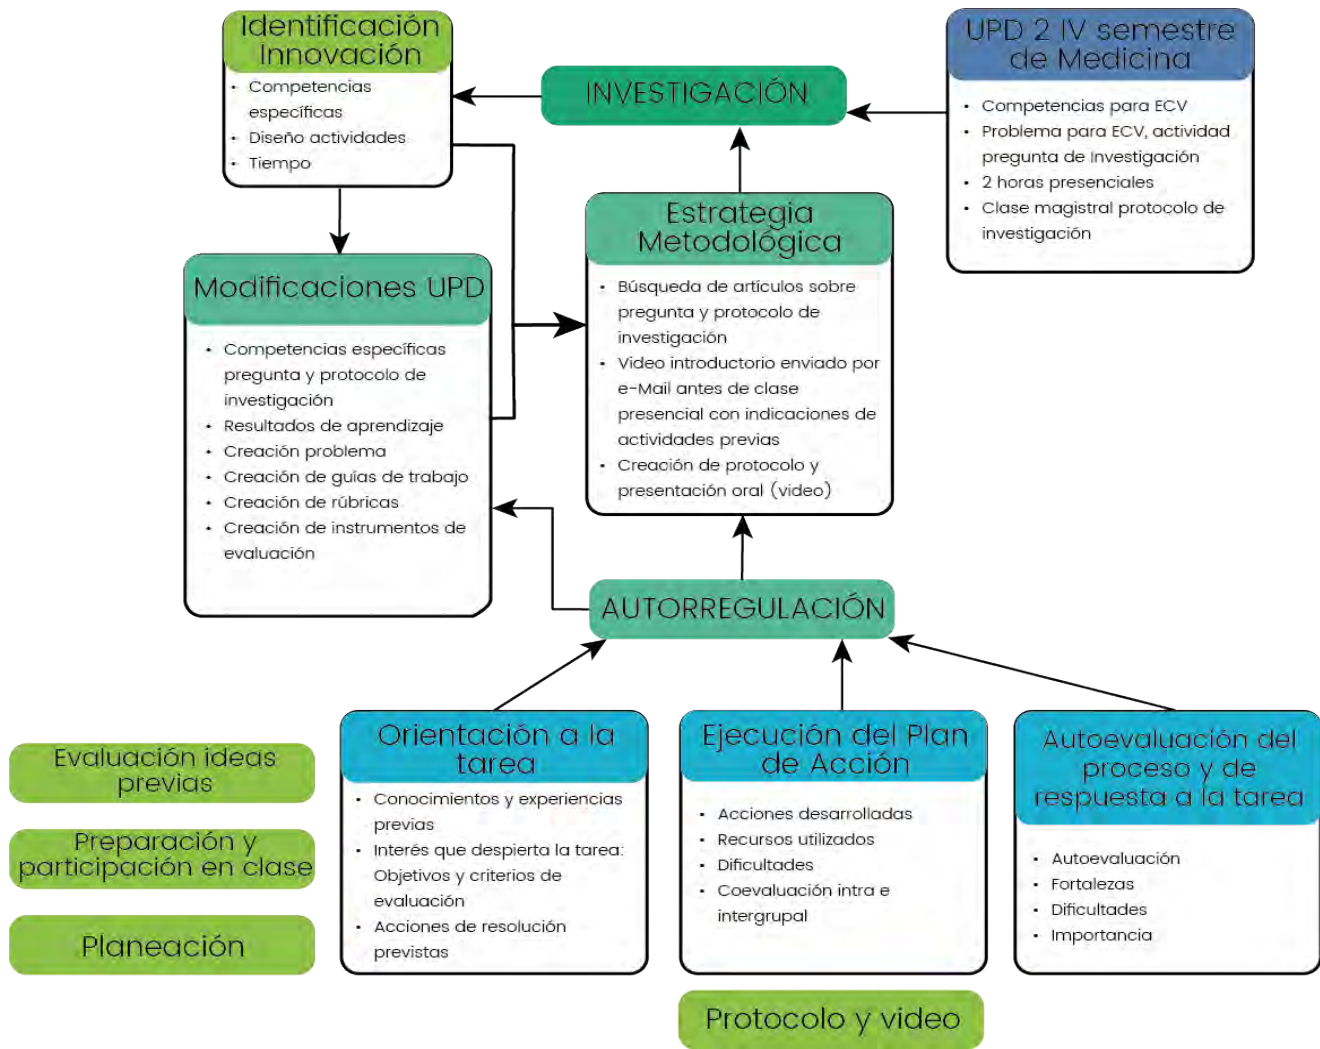 Identificación
Innovación
• Competencias
específicas
• Diseño actividades
• Tiempo
INVESTIGACIÓN
UPD 2 IV semestre
de Medicina
• Competencias para ECV
• Problema para ECV, actividad
pregunta de Investigación
• 2 horas presenciales
• Clase magistral protocolo de
investigación
Modificaciones UPD
• Competencias específicas
pregunta y protocolo de
investigación
• Resultados de aprendizaje
• Creación problema
• Creación de guías de trabajo
• Creación de rúbricas
• Creación de instrumentos de
evaluación
Estrategia
Metodológica
• Búsqueda de artículos sobre
pregunta y protocolo de
investigación
• Video introductorio enviado por
e-Mail antes de clase
presencial con indicaciones de
actividades previas
• Creación de protocolo y
presentación oral (video)
AUTORREGULACIÓN
Evaluación ideas
previas
Preparación y
participación en clase
Planeación
Orientación a la
tarea
• Conocimientos y experiencias
previas
• Interés que despierta la tarea:
Objetivos y criterios de
evaluación
• Acciones de resolución
previstas
Ejecución del Plan
de Acción
• Acciones desarrolladas
• Recursos utilizados
• Dificultades
• Coevaluación intra e
intergrupal
Protocolo y video
Autoevaluación del
proceso y de
respuesta a la tarea
• Autoevaluación
• Fortalezas
• Dificultades
• Importancia